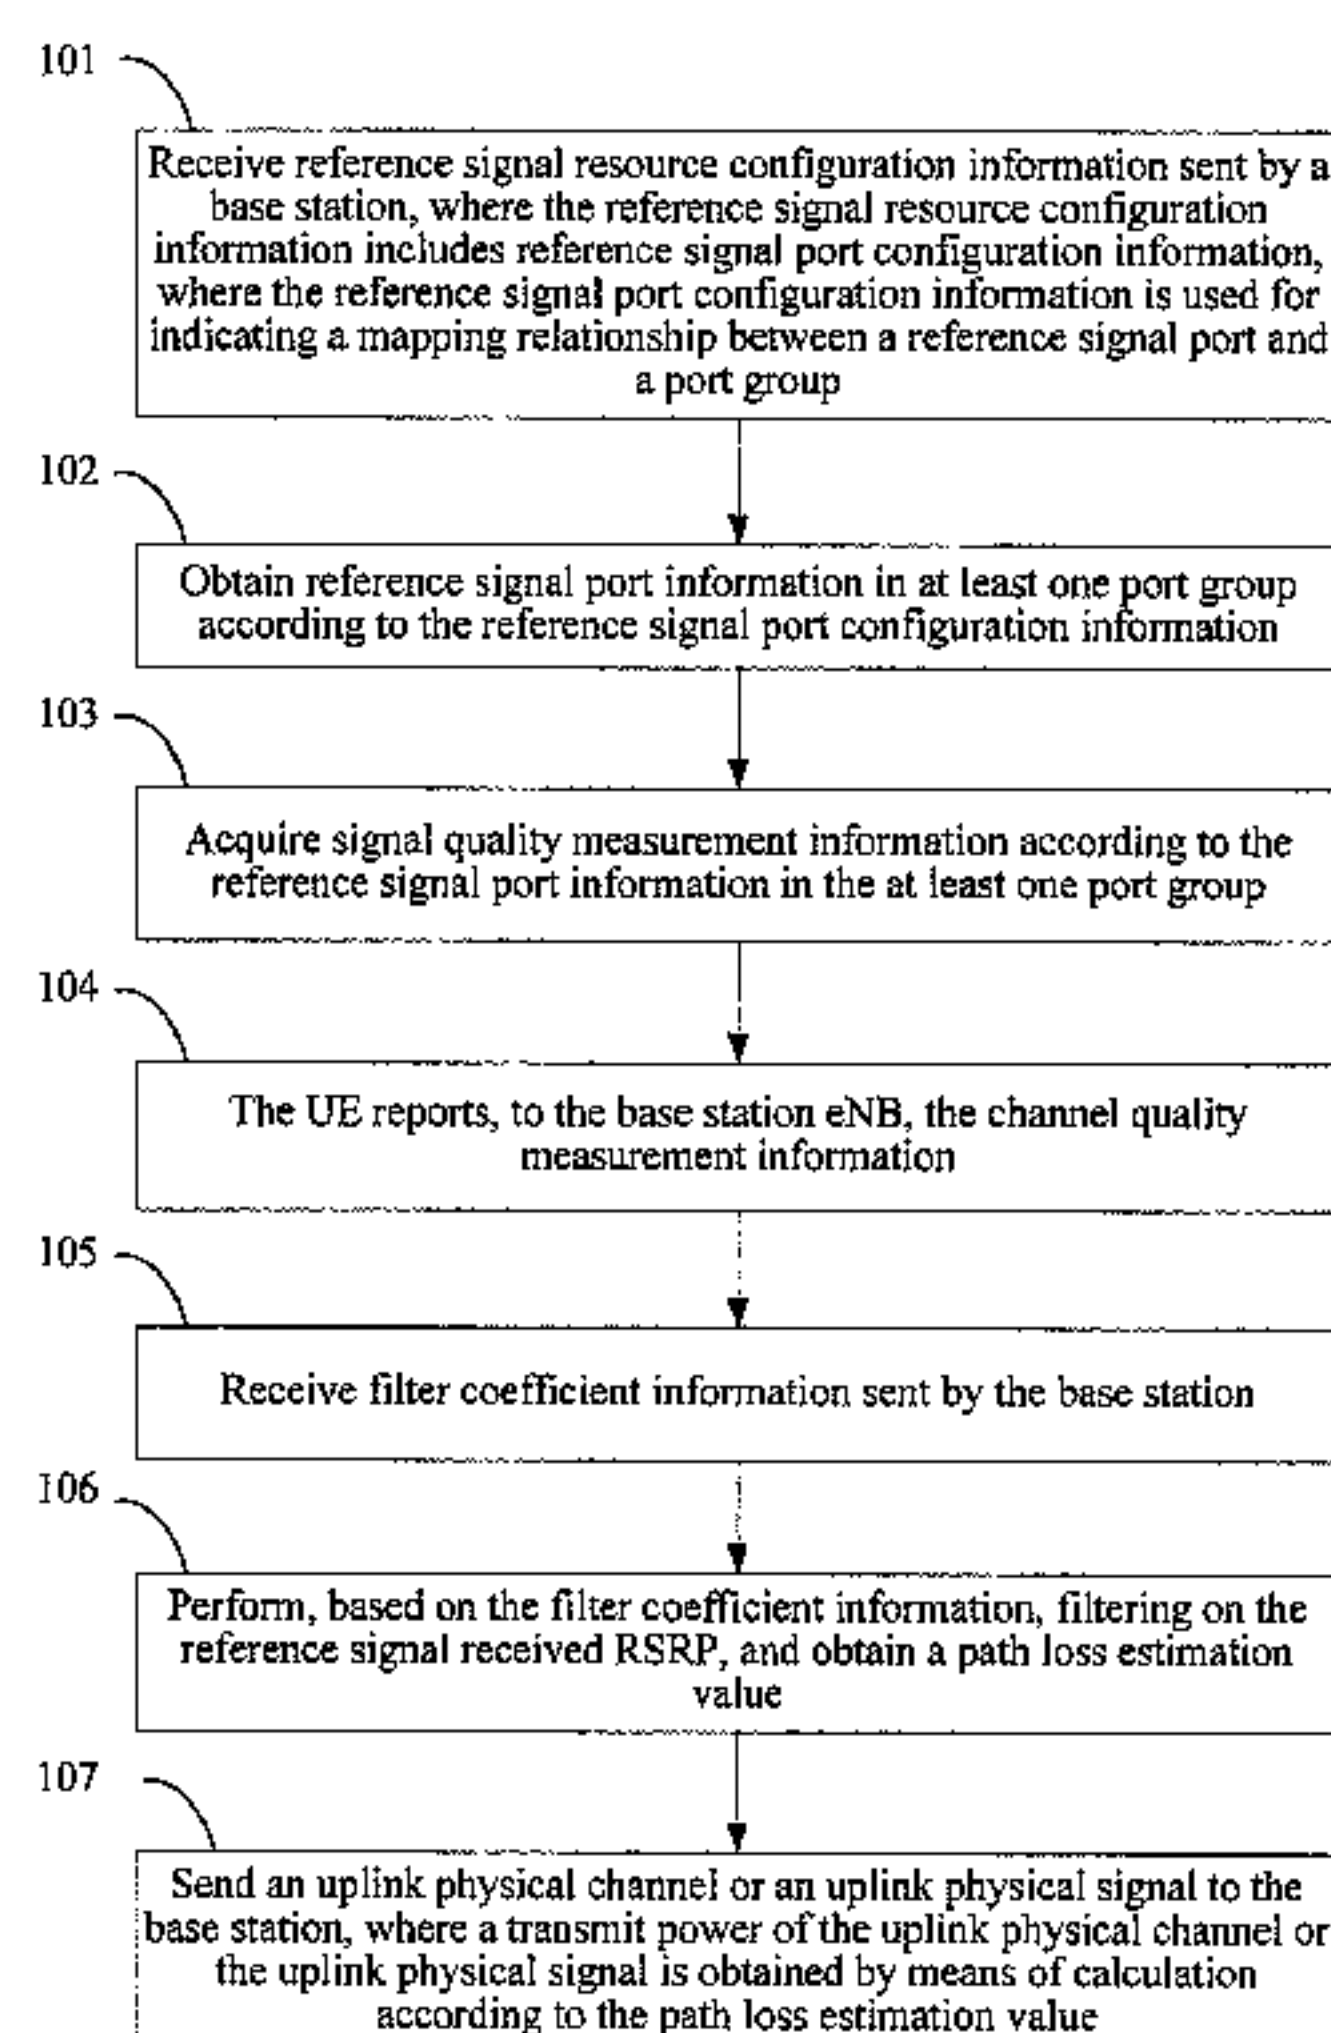 101
Receive reference signal resource configuration information sent by a
base station, where the reference signal resource configuration
information includes reference signal port configuration information,
where the reference signal port configuration information is used for
indicating a mapping relationship between a reference signal port and
a port group
102
Obtain reference signal port information in at least one port group
according to the reference signal port configuration information
103
Acquire signal quality measurement information according to the
reference signal port information in the at least one port group
104
The UE reports, to the base station eNB, the channel quality
measurement information
105
Receive filter coefficient information sent by the base station
106
Perform, based on the filter coefficient information, filtering on the
reference signal received RSRP, and obtain a path loss estimation
value
107
Send an uplink physical channel or an uplink physical signal to the
base station, where a transmit power of the uplink physical channel or
the uplink physical signal is obtained by means of calculation
according to the path loss estimation value